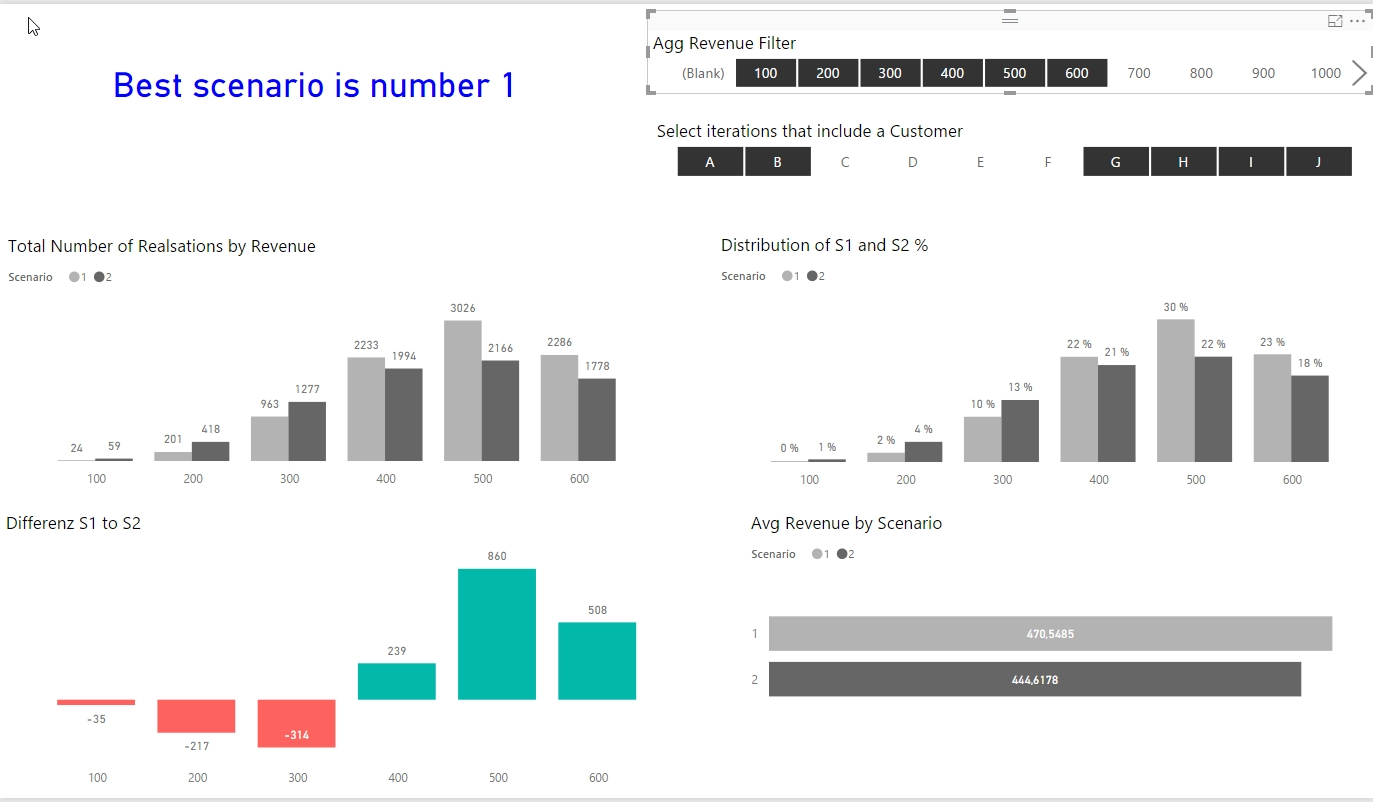 Best scenario is number 1
Agg Revenue Filter
(Blank) 100 200 300 400 500 600 700 800 900 1000
Select iterations that include a Customer
A B C D E F G H I J
Total Number of Realsations by Revenue
Scenario 1 2
24 59 201 418 963 1277 2233 1994 3026 2166 2286 1778
100 200 300 400 500 600
Distribution of S1 and S2 %
Scenario 1 2
0 % 1 % 2 % 4 % 10 % 13 % 22 % 21 % 30 % 22 % 23 % 18 %
100 200 300 400 500 600
Differenz S1 to S2
-35 -217 -314 239 860 508
100 200 300 400 500 600
Avg Revenue by Scenario
Scenario 1 2
1 470,5485
2 444,6178